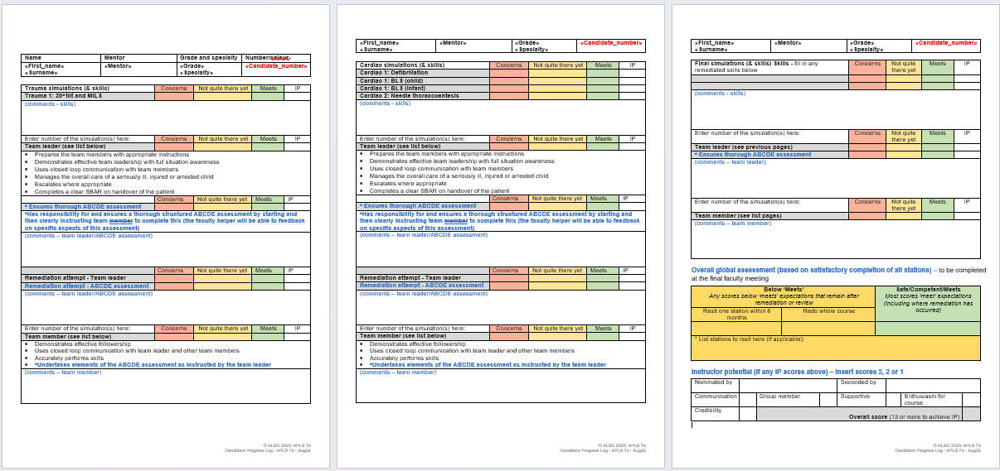 Name Mentor Grade and specialty Number/colour
«First_name» «Mentor» «Grade» «Candidate_number»
«Surname» «Specialty»
Trauma simulations (& skills) Concerns Not quite there yet Meets IP
Trauma 1: 20° tilt and MILS
(comments - skills)
Enter number of the simulation(s) here: Concerns Not quite there yet Meets IP
Team leader (see list below)
• Prepares the team members with appropriate instructions
• Demonstrates effective team leadership with full situation awareness
• Uses closed loop communication with team members
• Manages the overall care of a seriously ill, injured or arrested child
• Escalates where appropriate
• Completes a clear SBAR on handover of the patient
Concerns Not quite there yet Meets IP
* Ensures thorough ABCDE assessment
*Has responsibility for and ensures a thorough structured ABCDE assessment by starting and
then clearly instructing team member to complete this (the faculty helper will be able to feedback
on specific aspects of this assessment)
(comments – team leader/ABCDE assessment)
Concerns Not quite there yet Meets IP
Remediation attempt - Team leader
Remediation attempt - ABCDE assessment
(comments – team leader/ABCDE assessment)
Enter number of the simulation(s) here: Concerns Not quite there yet Meets IP
Team member (see list below)
• Demonstrates effective followership
• Uses closed loop communication with team leader and other team members
• Accurately performs skills
• *Undertakes elements of the ABCDE assessment as instructed by the team leader
(comments – team member)
© ALSG 2023: APLS 7e
Candidate Progress Log - APLS 7e - Aug24
«First_name» «Mentor» «Grade» «Candidate_number»
«Surname» «Specialty»
Cardiac simulations (& skills) Concerns Not quite there yet Meets IP
Cardiac 1: Defibrillation
Cardiac 1: BLS (child)
Cardiac 1: BLS (infant)
Cardiac 2: Needle thoracocentesis
(comments - skills)
Enter number of the simulation(s) here: Concerns Not quite there yet Meets IP
Team leader (see list below)
• Prepares the team members with appropriate instructions
• Demonstrates effective team leadership with full situation awareness
• Uses closed loop communication with team members
• Manages the overall care of a seriously ill, injured or arrested child
• Escalates where appropriate
• Completes a clear SBAR on handover of the patient
Concerns Not quite there yet Meets IP
* Ensures thorough ABCDE assessment
*Has responsibility for and ensures a thorough structured ABCDE assessment by starting and
then clearly instructing team member to complete this (the faculty helper will be able to feedback
on specific aspects of this assessment)
(comments – team leader/ABCDE assessment)
Concerns Not quite there yet Meets IP
Remediation attempt - Team leader
Remediation attempt - ABCDE assessment
(comments – team leader/ABCDE assessment)
Enter number of the simulation(s) here: Concerns Not quite there yet Meets IP
Team member (see list below)
• Demonstrates effective followership
• Uses closed loop communication with team leader and other team members
• Accurately performs skills
• *Undertakes elements of the ABCDE assessment as instructed by the team leader
(comments – team member)
© ALSG 2023: APLS 7e
Candidate Progress Log - APLS 7e - Aug24
«First_name» «Mentor» «Grade» «Candidate_number»
«Surname» «Specialty»
Final simulations (& skills) Skills - fill in any Concerns Not quite Meets IP
remediated skills below there yet
(comments - skills)
Enter number of the simulation(s) here: Concerns Not quite Meets IP
there yet
Team leader (see previous pages)
* Ensures thorough ABCDE assessment
(comments – team leader)
Enter number of the simulation(s) here: Concerns Not quite Meets IP
there yet
Team member (see list pages)
(comments – team member)
Overall global assessment (based on satisfactory completion of all stations) – to be completed
at the final faculty meeting
Below 'Meets' Safe/Competent/Meets
Any scores below 'meets' expectations that remain after Most scores 'meet' expectations
remediation or review (including where remediation has
occurred)
Resit one station within 6 Redo whole course
months
* List stations to resit here (if applicable):
Instructor potential (if any IP scores above) – insert scores 3, 2 or 1
Nominated by Seconded by
Communication Group member Supportive Enthusiasm for
course
Credibility
Overall score (13 or more to achieve IP)
© ALSG 2023: APLS 7e
Candidate Progress Log - APLS 7e - Aug24